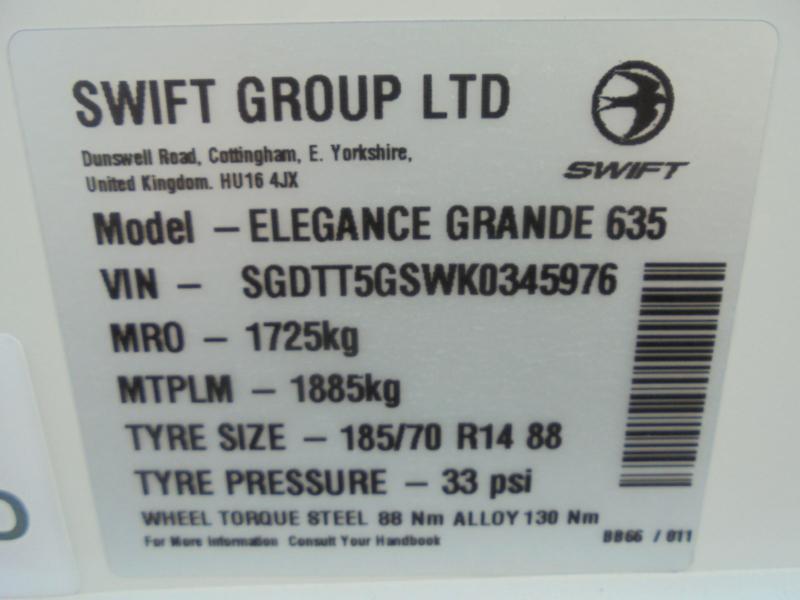 SWIFT GROUP LTD
SWIFT
Dunswell Road, Cottingham, E. Yorkshire,
United Kingdom. HU16 4JX
Model – ELEGANCE GRANDE 635
VIN – SGDTT5GSWK0345976
MRO – 1725kg
MTPLM – 1885kg
TYRE SIZE – 185/70 R14 88
TYRE PRESSURE – 33 psi
WHEEL TORQUE STEEL 88 Nm ALLOY 130 Nm
For More Information Consult Your Handbook
BB66 / 011